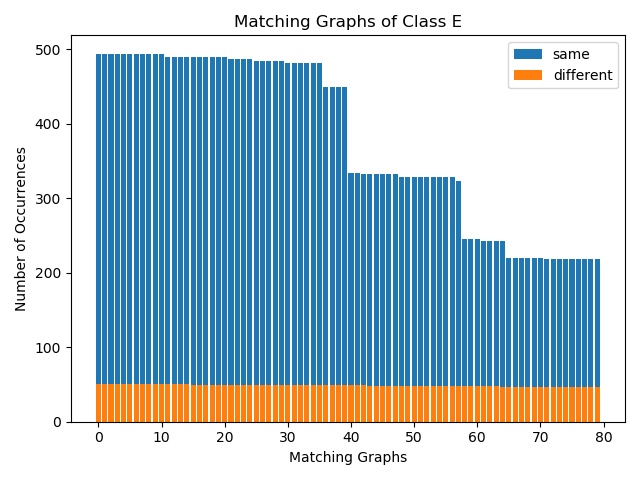 Matching Graphs of Class E
same
different
Number of Occurrences
500
400
300
200
100
0
0 10 20 30 40 50 60 70 80
Matching Graphs